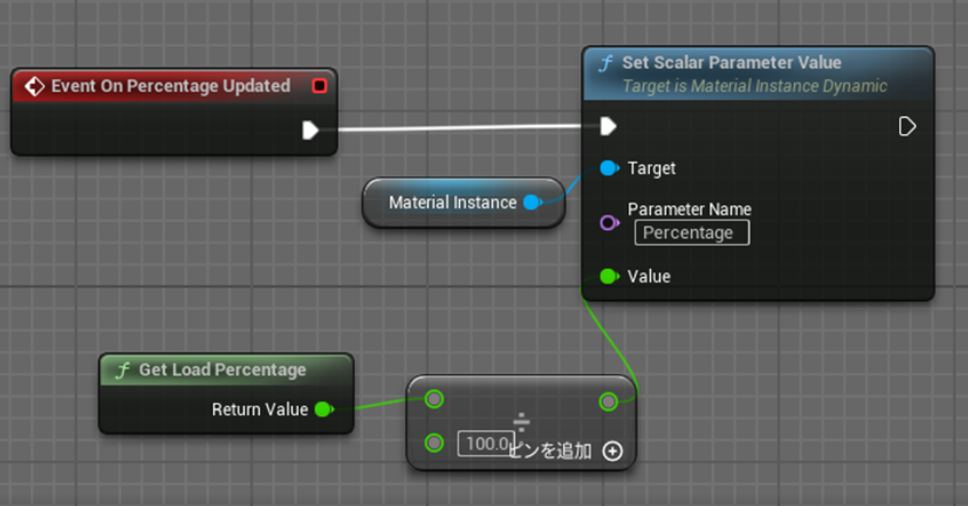 Event On Percentage Updated
Set Scalar Parameter Value
Target is Material Instance Dynamic
Target
Material Instance
Parameter Name
Percentage
Value
Get Load Percentage
Return Value
100.0
ピンを追加